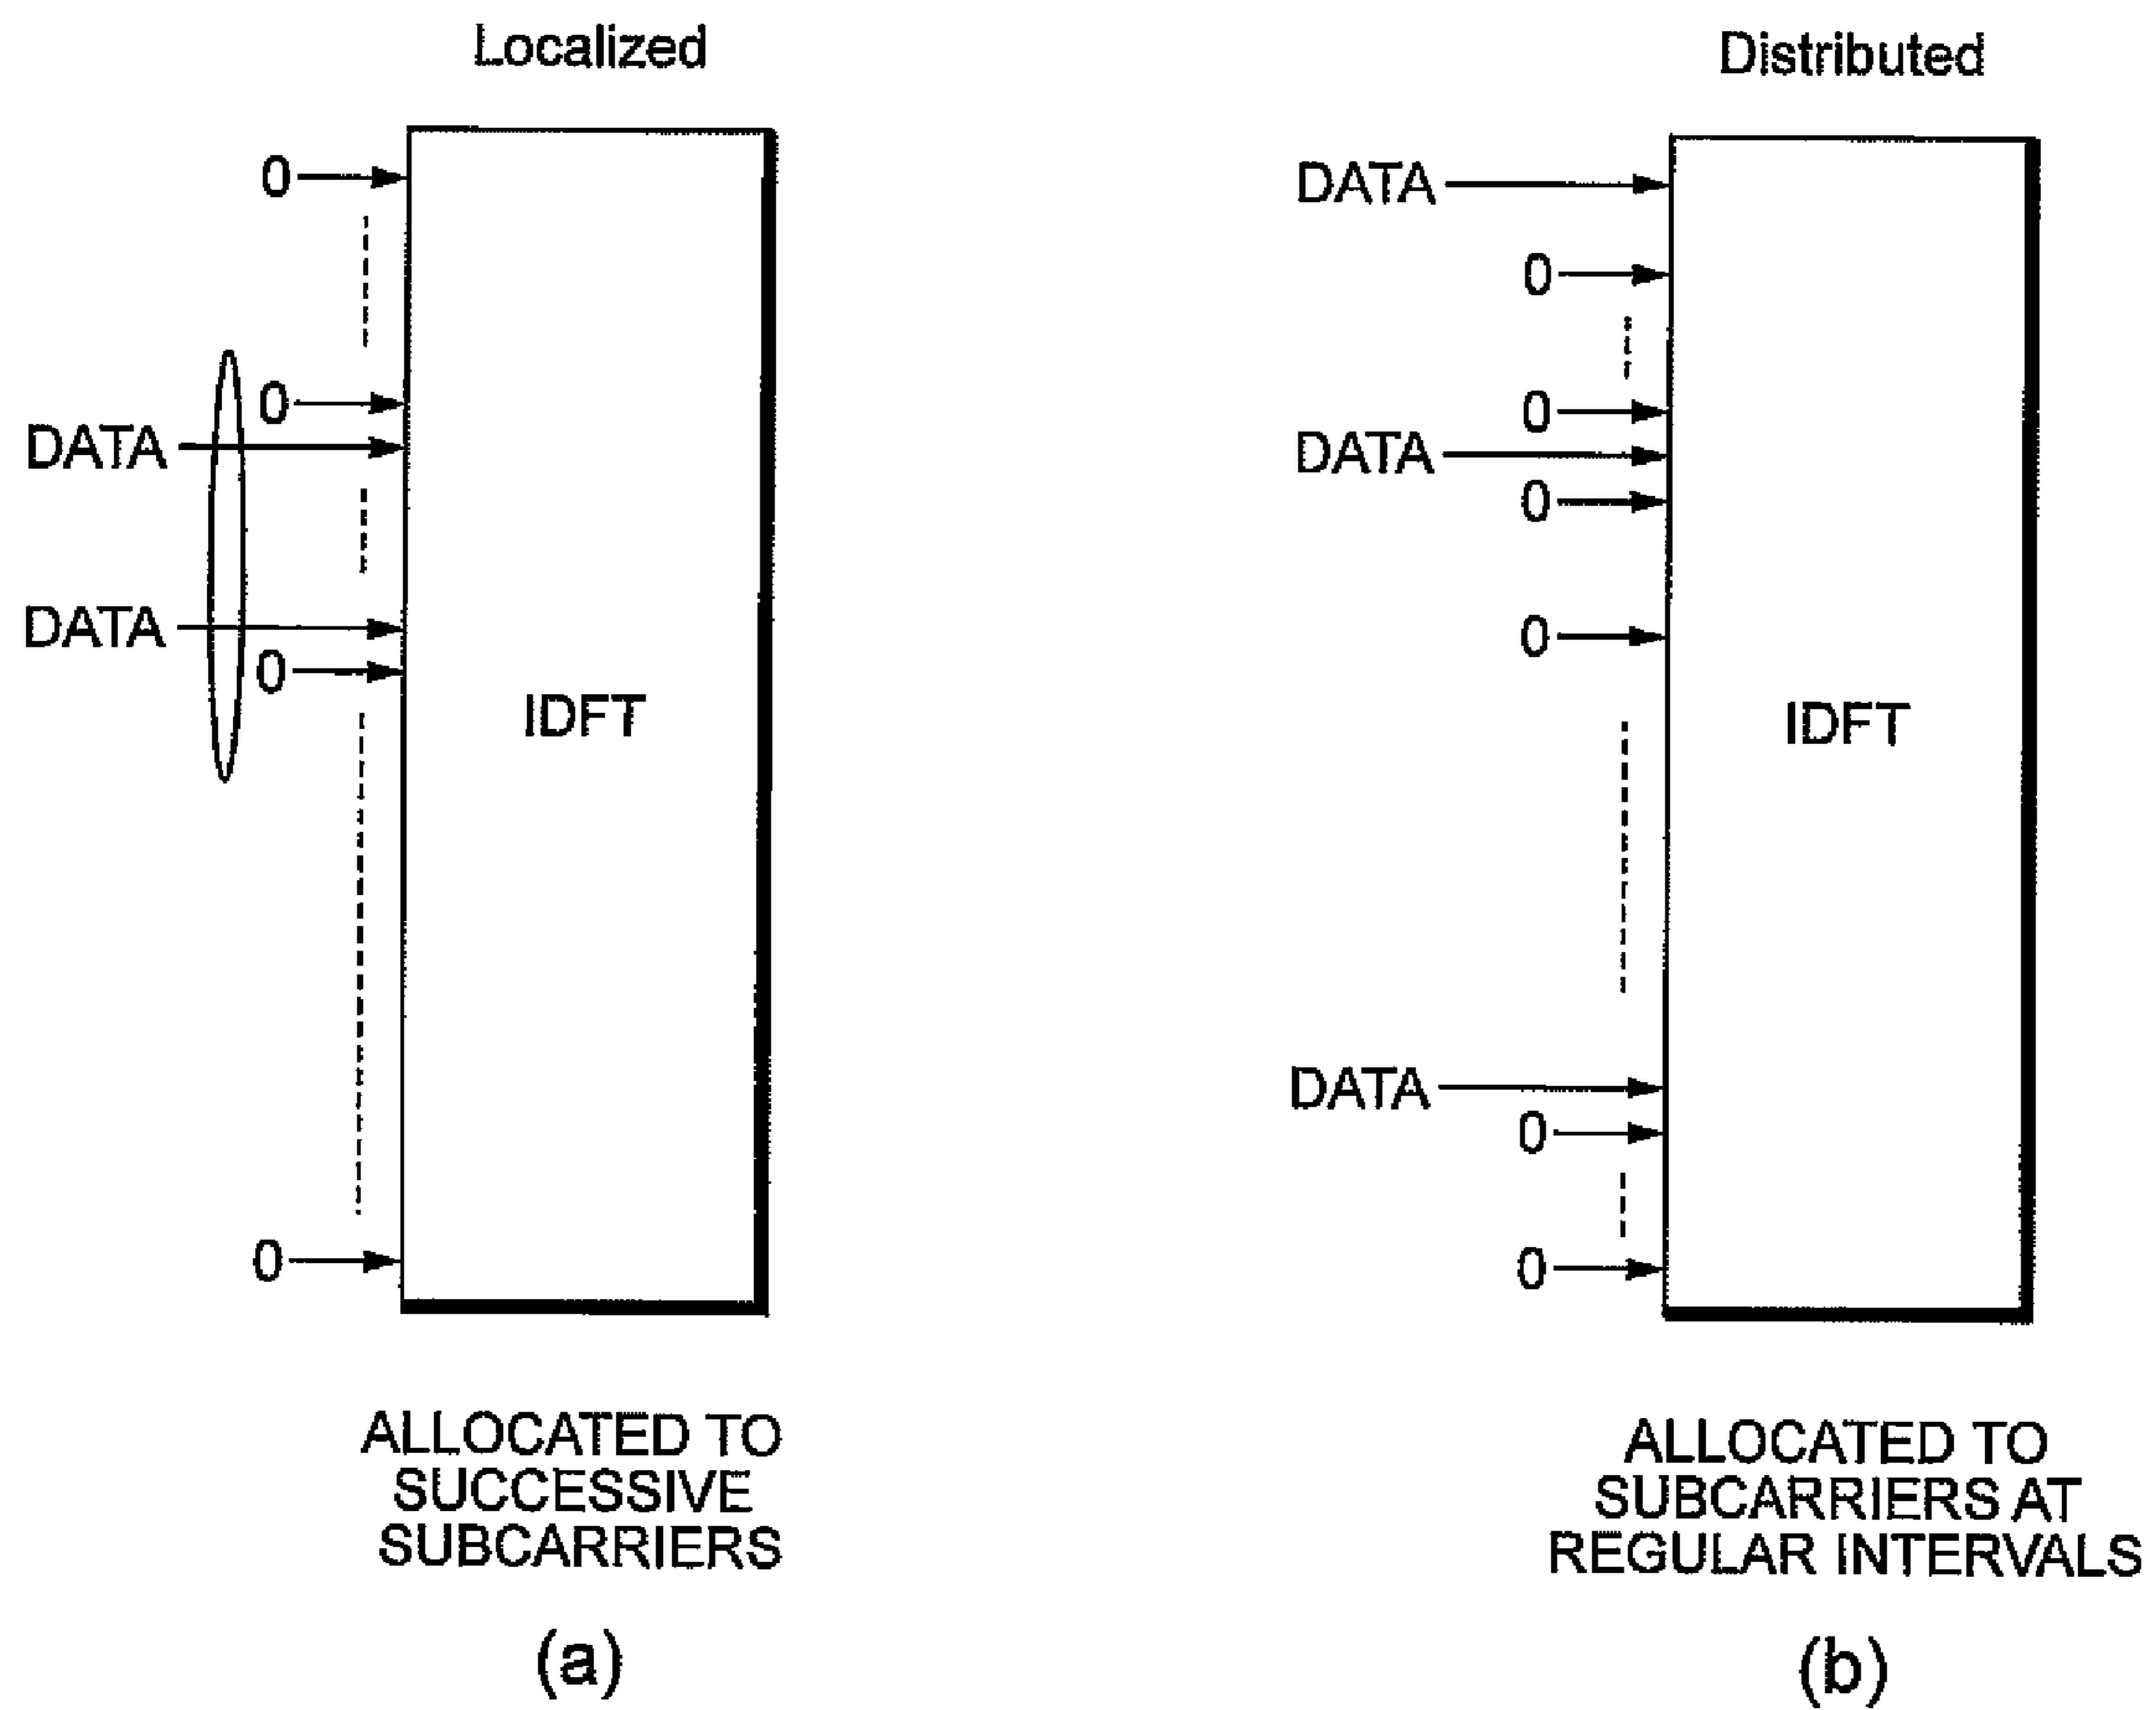 Localized
0
0
DATA
DATA
0
IDFT
0
ALLOCATED TO
SUCCESSIVE
SUBCARRIERS
(a)
Distributed
DATA
0
0
DATA
0
0
IDFT
DATA
0
0
ALLOCATED TO
SUBCARRIERS AT
REGULAR INTERVALS
(b)